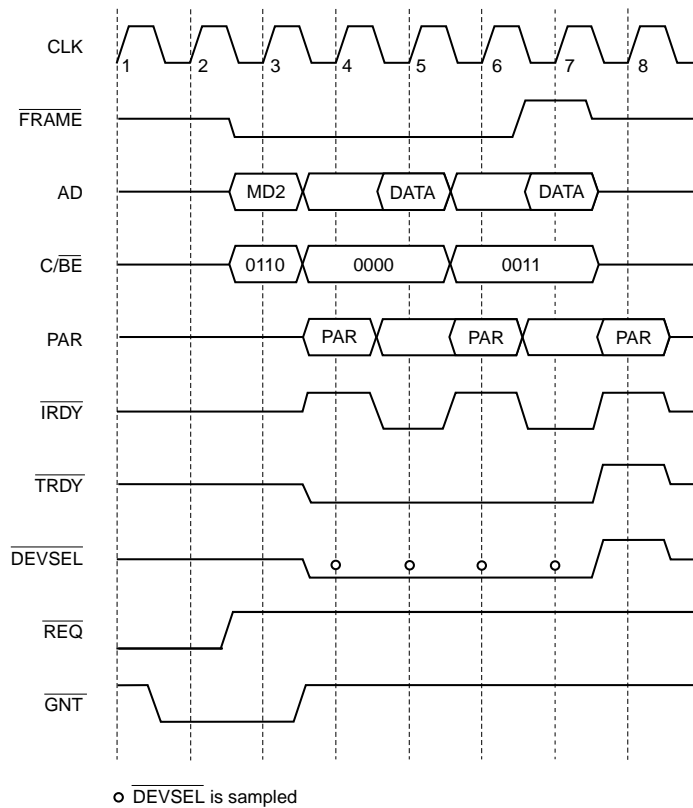 CLK
1 2 3 4 5 6 7 8
FRAME
AD MD2 DATA DATA
C/BE 0110 0000 0011
PAR PAR PAR PAR
IRDY
TRDY
DEVSEL
REQ
GNT
DEVSEL is sampled